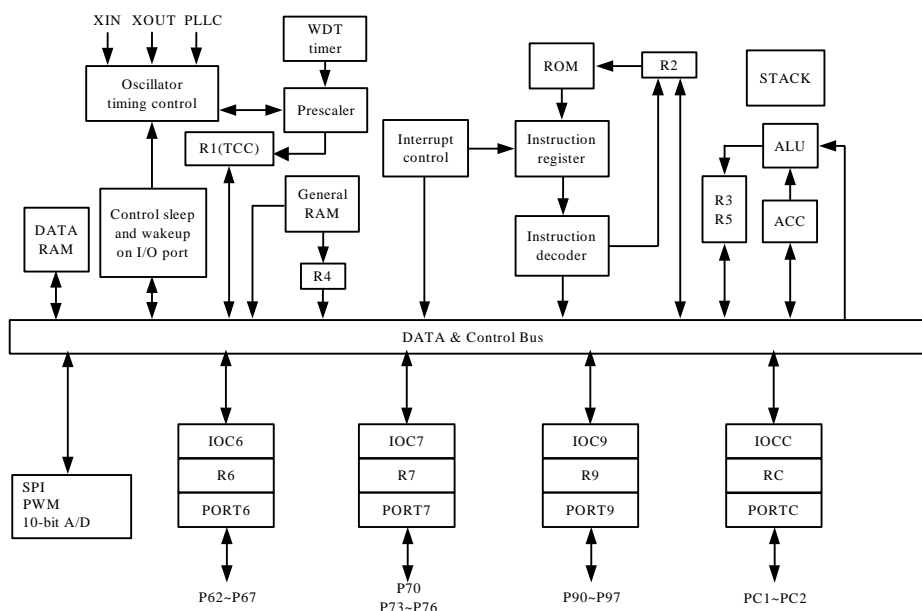 XIN XOUT PLLC
WDT
timer
Oscillator
timing control
Prescaler
R1(TCC)
ROM
R2
STACK
Interrupt
control
Instruction
register
ALU
DATA
RAM
Control sleep
and wakeup
on I/O port
General
RAM
R4
Instruction
decoder
R3
R5
ACC
DATA & Control Bus
SPI
PWM
10-bit A/D
IOC6
R6
PORT6
P62~P67
IOC7
R7
PORT7
P70
P73~P76
IOC9
R9
PORT9
P90~P97
IOCC
RC
PORTC
PC1~PC2